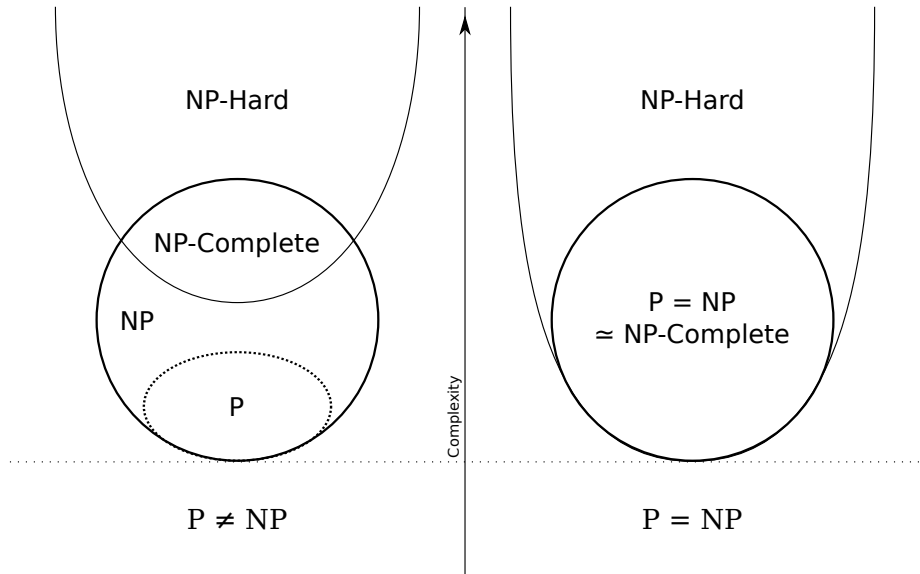 NP-Hard
NP-Complete
NP
P
P ≠ NP
Complexity
NP-Hard
P = NP
≃ NP-Complete
P = NP